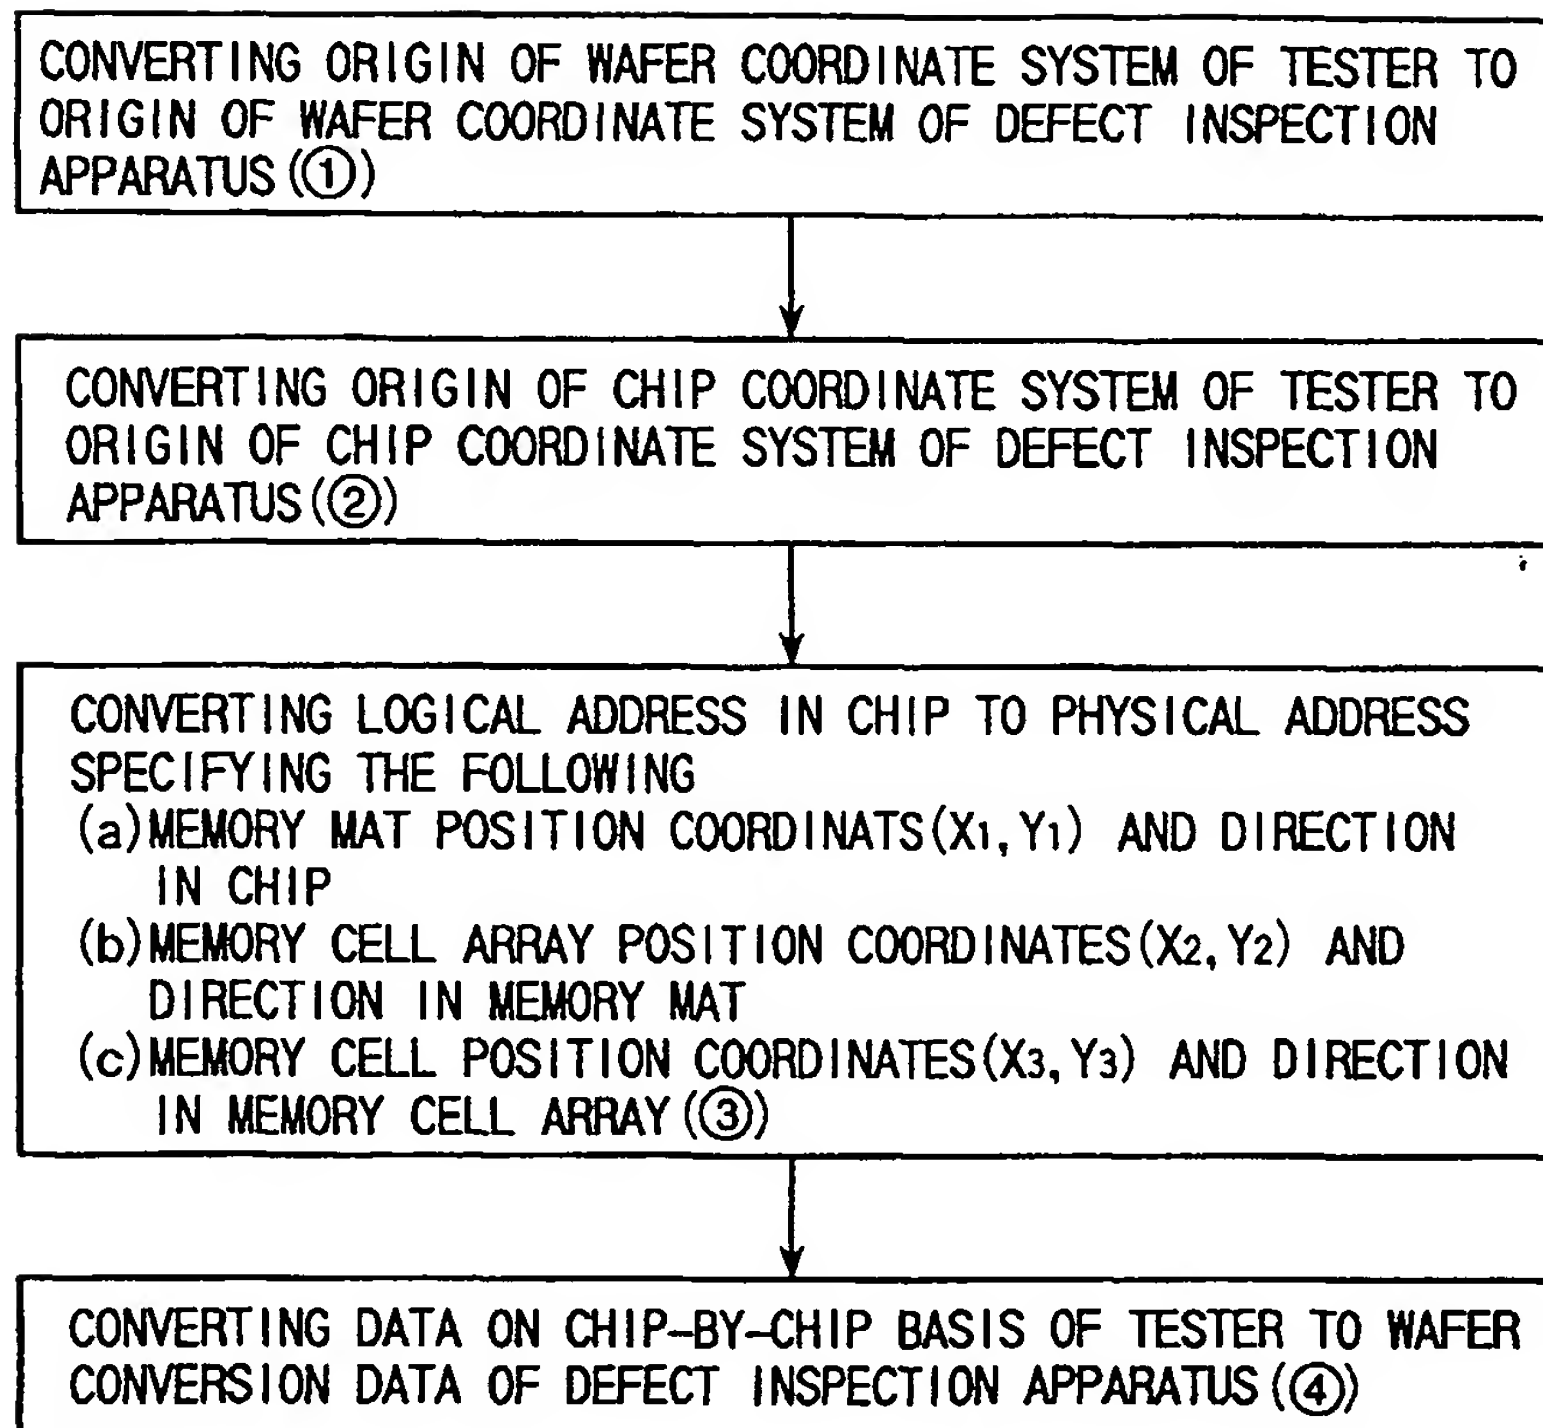 CONVERTING ORIGIN OF WAFER COORDINATE SYSTEM OF TESTER TO
ORIGIN OF WAFER COORDINATE SYSTEM OF DEFECT INSPECTION
APPARATUS(①)
CONVERTING ORIGIN OF CHIP COORDINATE SYSTEM OF TESTER TO
ORIGIN OF CHIP COORDINATE SYSTEM OF DEFECT INSPECTION
APPARATUS(②)
CONVERTING LOGICAL ADDRESS IN CHIP TO PHYSICAL ADDRESS
SPECIFYING THE FOLLOWING
(a)MEMORY MAT POSITION COORDINATS(X1,Y1) AND DIRECTION
IN CHIP
(b)MEMORY CELL ARRAY POSITION COORDINATES(X2,Y2) AND
DIRECTION IN MEMORY MAT
(c)MEMORY CELL POSITION COORDINATES(X3,Y3) AND DIRECTION
IN MEMORY CELL ARRAY(③)
CONVERTING DATA ON CHIP-BY-CHIP BASIS OF TESTER TO WAFER
CONVERSION DATA OF DEFECT INSPECTION APPARATUS(④)